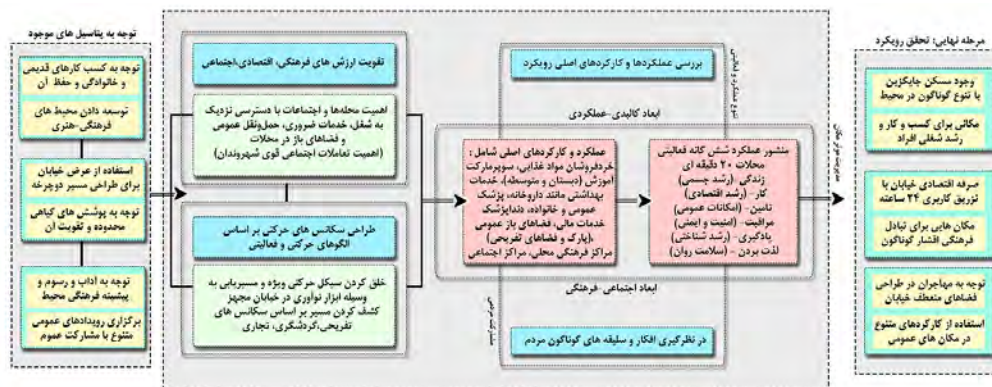 توجه به پتاسیل های موجود
توجه به کسب کارهای قدیمی
و خانوادگی و حفظ آن
توسعه دادن محیط های
فرهنگی-هنری
استفاده از عرض خیابان
برای طراحی مسیر دوچرخه
توجه به پوشش های گیاهی
محدوده و تقویت آن
توجه به آداب و رسوم و
پیشینه فرهنگی محیط
برگزاری رویدادهای عمومی
متنوع با مشارکت عموم
تقویت ارزش های فرهنگی، اقتصادی،اجتماعی
اهمیت محله‌ها و اجتماعات با دسترسی نزدیک
به شغل، خدمات ضروری، حمل‌ونقل عمومی
و فضاهای باز در محلات
(اهمیت تعاملات اجتماعی قوی شهروندان)
طراحی سکانس های حرکتی بر اساس
الگوهای حرکتی و فعالیتی
خلق کردن سیکل حرکتی ویژه و مسیریابی به
وسیله ابزار نوآوری در خیابان مجهز
کشف کردن مسیر بر اساس سکانس های
تفریحی،گردشگری، تجاری
بررسی عملکردها و کارکردهای اصلی رویکرد
تنوع عملکرد و فعالیتی
ابعاد کالبدی-عملکردی
عملکرد و کارکردهای اصلی شامل :
خرده‌فروشان مواد غذایی، سوپرمارکت
آموزش (دبستان و متوسطه)، خدمات
بهداشتی مانند داروخانه، پزشک
عمومی و خانواده، دندانپزشک
خدمات مالی، فضاهای باز عمومی
(پارک و فضاهای تفریحی)،
مراکز فرهنگی محلی، مراکز اجتماعی
منشور عملکرد شش گانه فعالیتی
محلات ۲۰ دقیقه ای
زندگی (رشد جسمی)
کار- (رشد اقتصادی)
تامین- (امکانات عمومی)
مراقبت- (امنیت و ایمنی)
یادگیری- (رشد شناختی)
لذت بردن- (سلامت روان)
ابعاد اجتماعی-فرهنگی
مشارکت مردمی
در نظرگیری افکار و سلیقه های گوناگون مردم
مدیریت بر مکان
مرحله نهایی: تحقق رویکرد
وجود مسکن جایگزین
با تنوع گوناگون در محیط
مکانی برای کسب و کار و
رشد شغلی افراد
صرفه اقتصادی خیابان با
تزریق کاربری ۲۴ ساعته
مکان هایی برای تبادل
فرهنگی اقشار گوناگون
توجه به مهاجران در طراحی
فضاهای منعطف خیابان
استفاده از کارکردهای متنوع
در مکان های عمومی